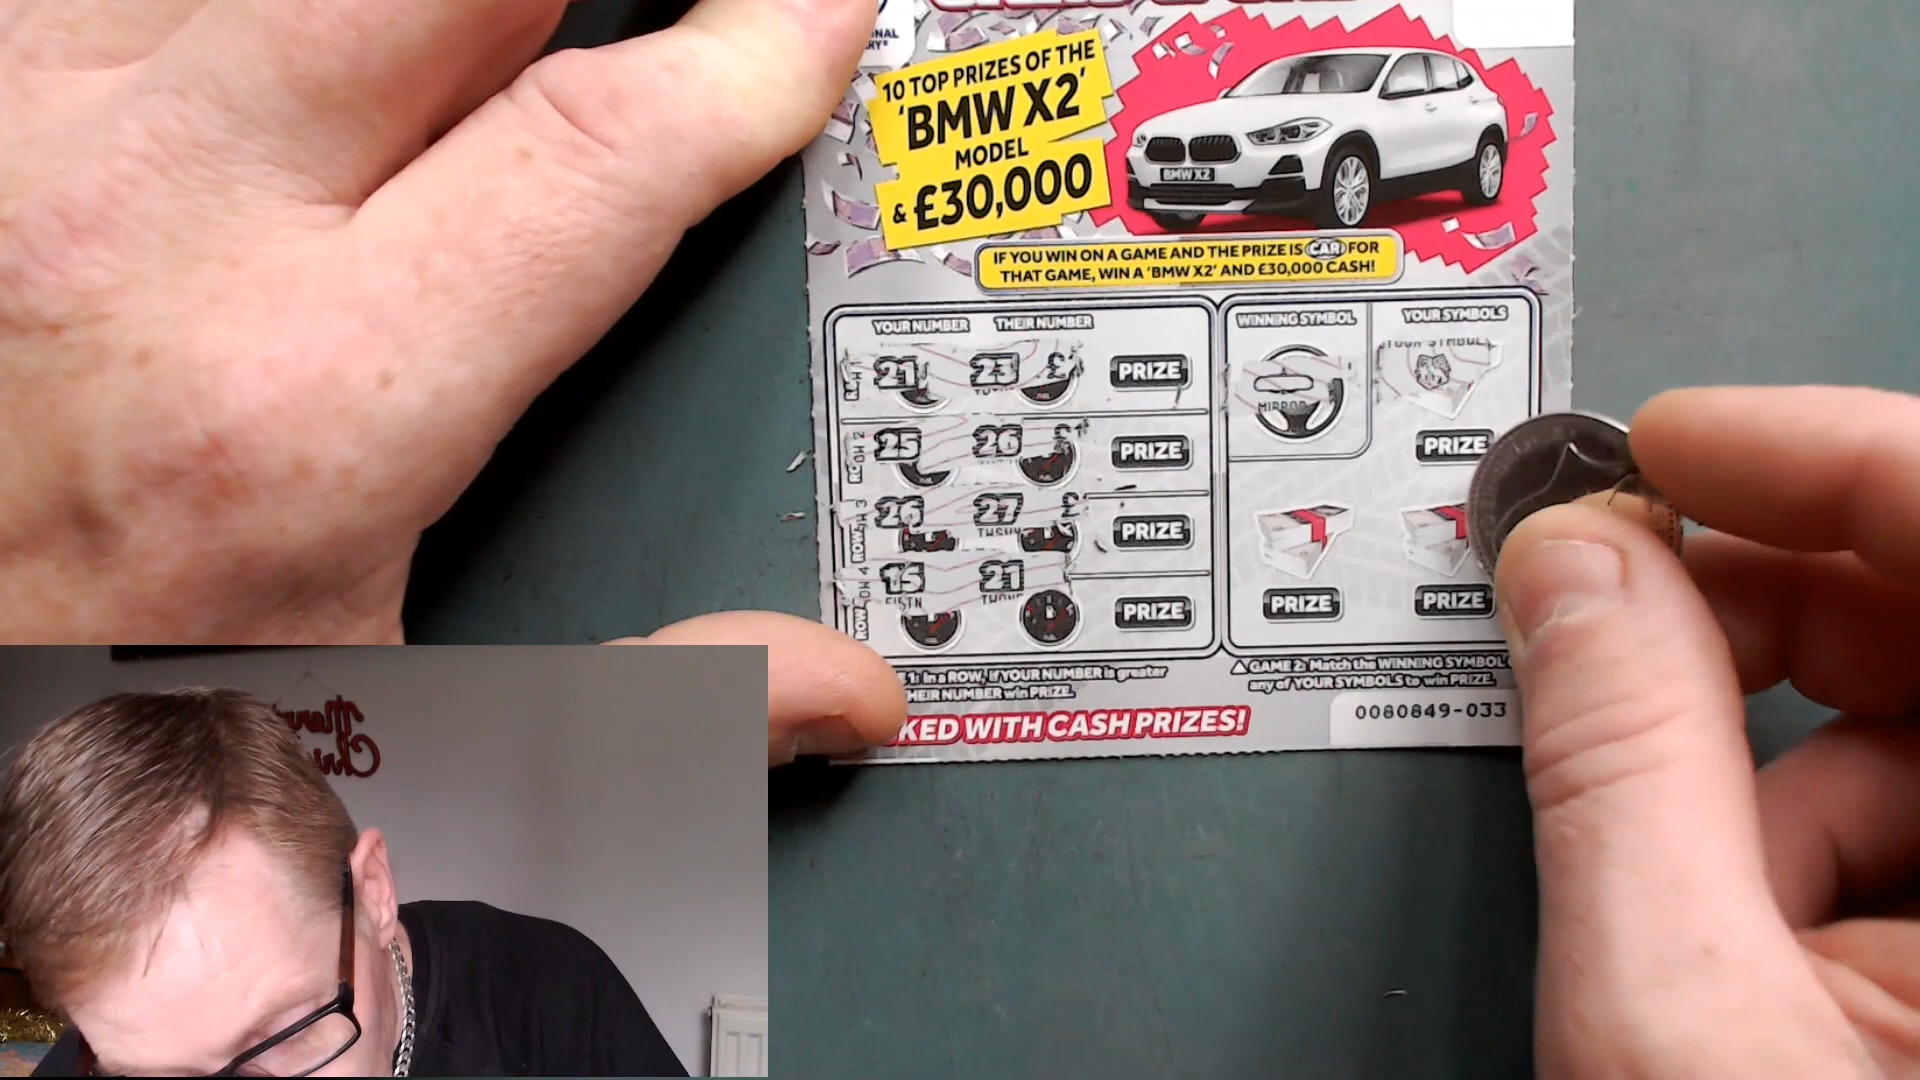 10 TOP PRIZES OF THE
'BMW X2'
MODEL
& £30,000
BMW X2
IF YOU WIN ON A GAME AND THE PRIZE IS CAR FOR
THAT GAME, WIN A 'BMW X2' AND £30,000 CASH!
YOUR NUMBER THEIR NUMBER
21 23 PRIZE
25 26 PRIZE
26 27 PRIZE
ROW 4 15 21 PRIZE
WINNING SYMBOL YOUR SYMBOLS
MIRROR
PRIZE
PRIZE PRIZE
1: In a ROW, if YOUR NUMBER is greater
HEIR NUMBER win PRIZE.
▲ GAME 2: Match the WINNING SYMBOL
any of YOUR SYMBOLS to win PRIZE.
KED WITH CASH PRIZES!
0080849-033